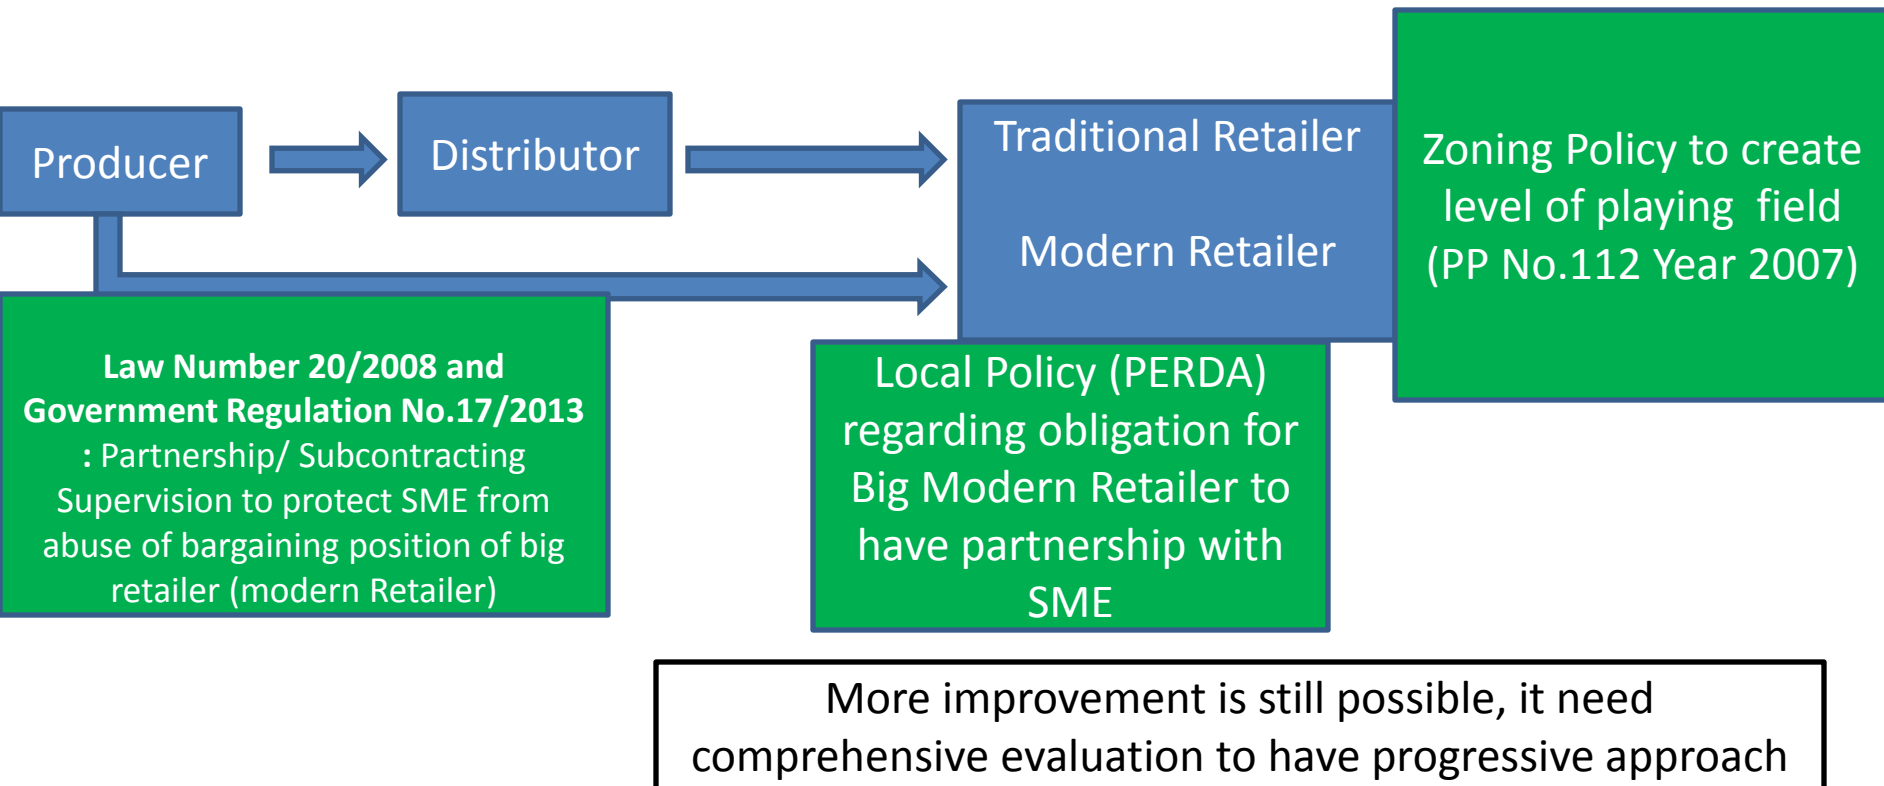 Producer
Distributor
Traditional Retailer
Modern Retailer
Zoning Policy to create
level of playing field
(PP No.112 Year 2007)
Law Number 20/2008 and
Government Regulation No.17/2013
: Partnership/ Subcontracting
Supervision to protect SME from
abuse of bargaining position of big
retailer (modern Retailer)
Local Policy (PERDA)
regarding obligation for
Big Modern Retailer to
have partnership with
SME
More improvement is still possible, it need
comprehensive evaluation to have progressive approach